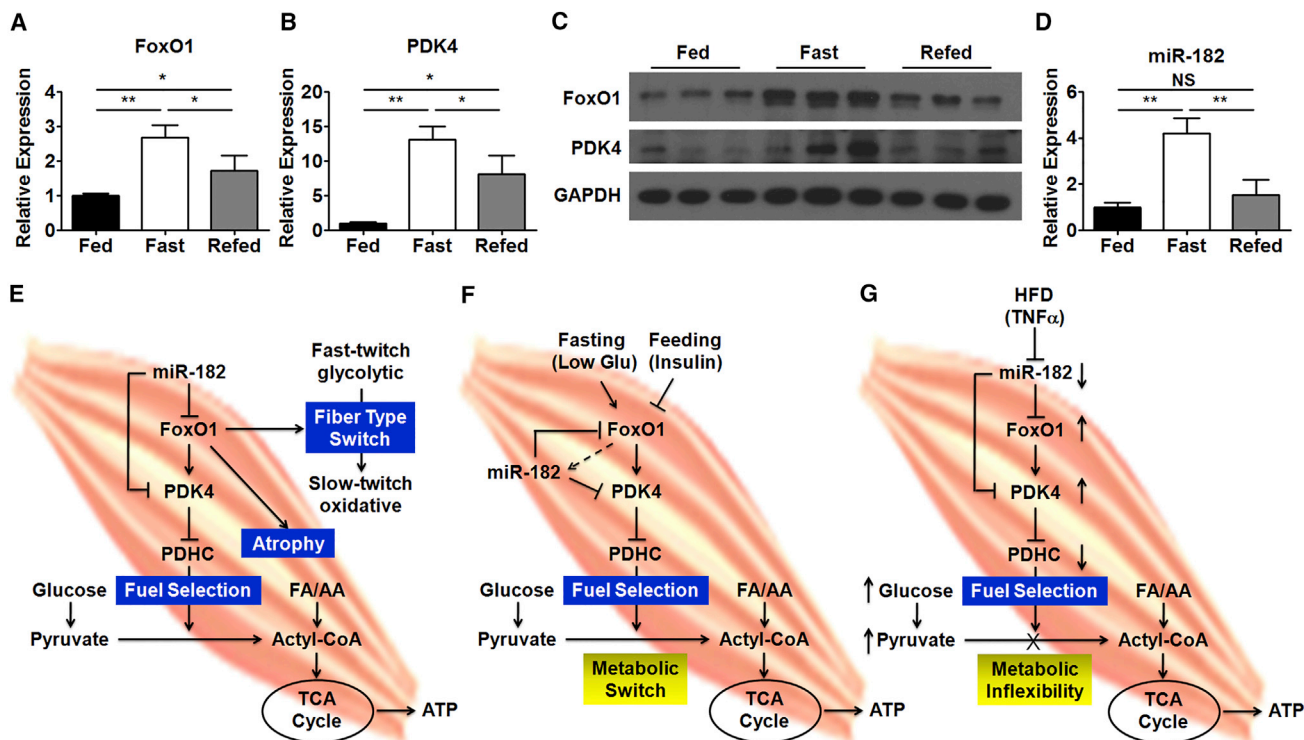 A
FoxO1
Relative Expression
4
3
2
1
0
*
** *
Fed Fast Refed
B
PDK4
Relative Expression
20
15
10
5
0
*
** *
Fed Fast Refed
C
Fed Fast Refed
FoxO1
PDK4
GAPDH
D
miR-182
Relative Expression
6
4
2
0
NS
** **
Fed Fast Refed
E
miR-182
FoxO1
PDK4
PDHC
Fast-twitch
glycolytic
Fiber Type
Switch
Slow-twitch
oxidative
Atrophy
Glucose
Fuel Selection
FA/AA
Pyruvate
Actyl-CoA
TCA
Cycle
ATP
F
Fasting
(Low Glu)
Feeding
(Insulin)
FoxO1
miR-182
PDK4
PDHC
Glucose
Fuel Selection
FA/AA
Pyruvate
Actyl-CoA
Metabolic
Switch
TCA
Cycle
ATP
G
HFD
(TNFα)
miR-182
FoxO1
PDK4
PDHC
Glucose
Fuel Selection
FA/AA
Pyruvate
X
Actyl-CoA
Metabolic
Inflexibility
TCA
Cycle
ATP